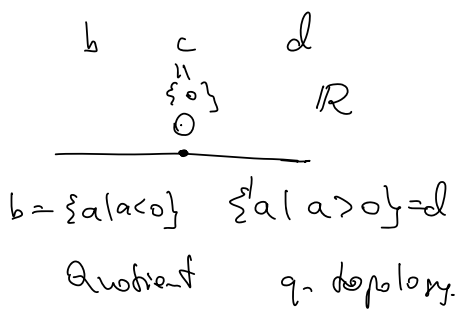 b c d
||
{0}
ℝ
0
b = {a|a<0} {a|a>0}=d
Quotient q. topology.